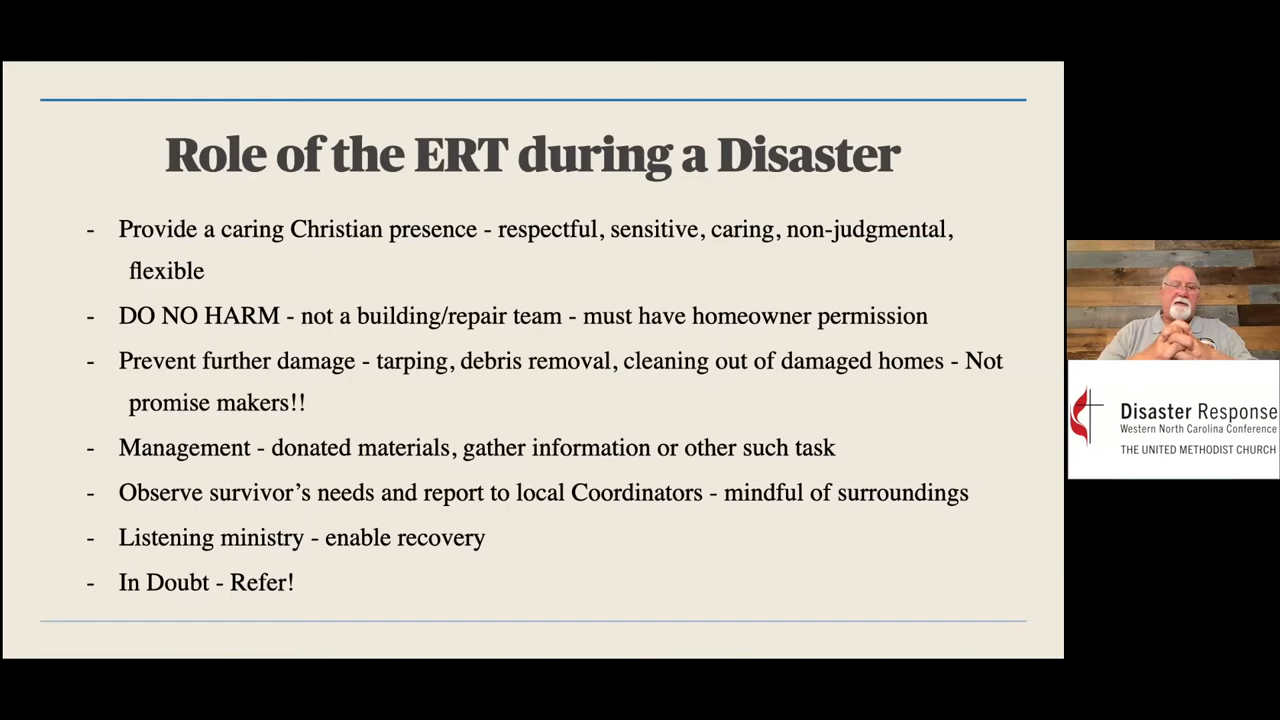 Role of the ERT during a Disaster
- Provide a caring Christian presence - respectful, sensitive, caring, non-judgmental,
flexible
- DO NO HARM - not a building/repair team - must have homeowner permission
- Prevent further damage - tarping, debris removal, cleaning out of damaged homes - Not
promise makers!!
- Management - donated materials, gather information or other such task
- Observe survivor’s needs and report to local Coordinators - mindful of surroundings
- Listening ministry - enable recovery
- In Doubt - Refer!
Disaster Response
Western North Carolina Conference
THE UNITED METHODIST CHURCH